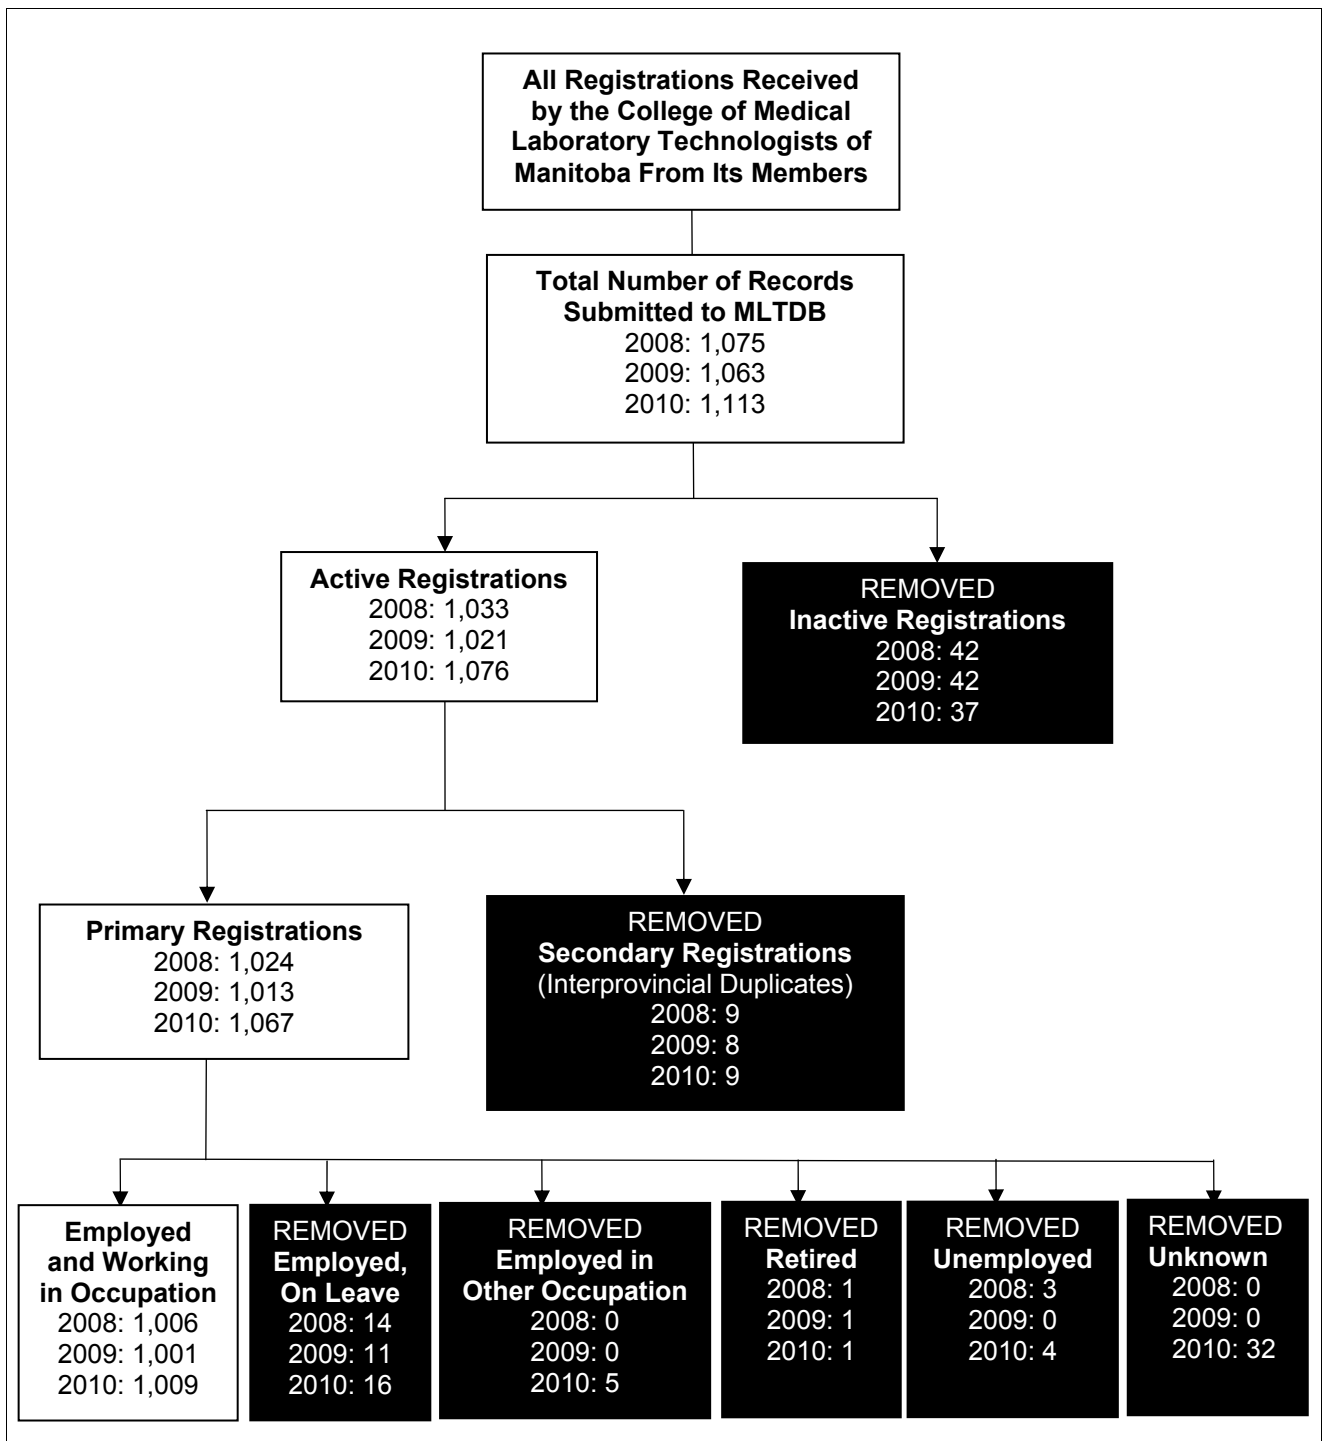 All Registrations Received
by the College of Medical
Laboratory Technologists of
Manitoba From Its Members
Total Number of Records
Submitted to MLTDB
2008: 1,075
2009: 1,063
2010: 1,113
Active Registrations
2008: 1,033
2009: 1,021
2010: 1,076
REMOVED
Inactive Registrations
2008: 42
2009: 42
2010: 37
Primary Registrations
2008: 1,024
2009: 1,013
2010: 1,067
REMOVED
Secondary Registrations
(Interprovincial Duplicates)
2008: 9
2009: 8
2010: 9
Employed
and Working
in Occupation
2008: 1,006
2009: 1,001
2010: 1,009
REMOVED
Employed,
On Leave
2008: 14
2009: 11
2010: 16
REMOVED
Employed in
Other Occupation
2008: 0
2009: 0
2010: 5
REMOVED
Retired
2008: 1
2009: 1
2010: 1
REMOVED
Unemployed
2008: 3
2009: 0
2010: 4
REMOVED
Unknown
2008: 0
2009: 0
2010: 32